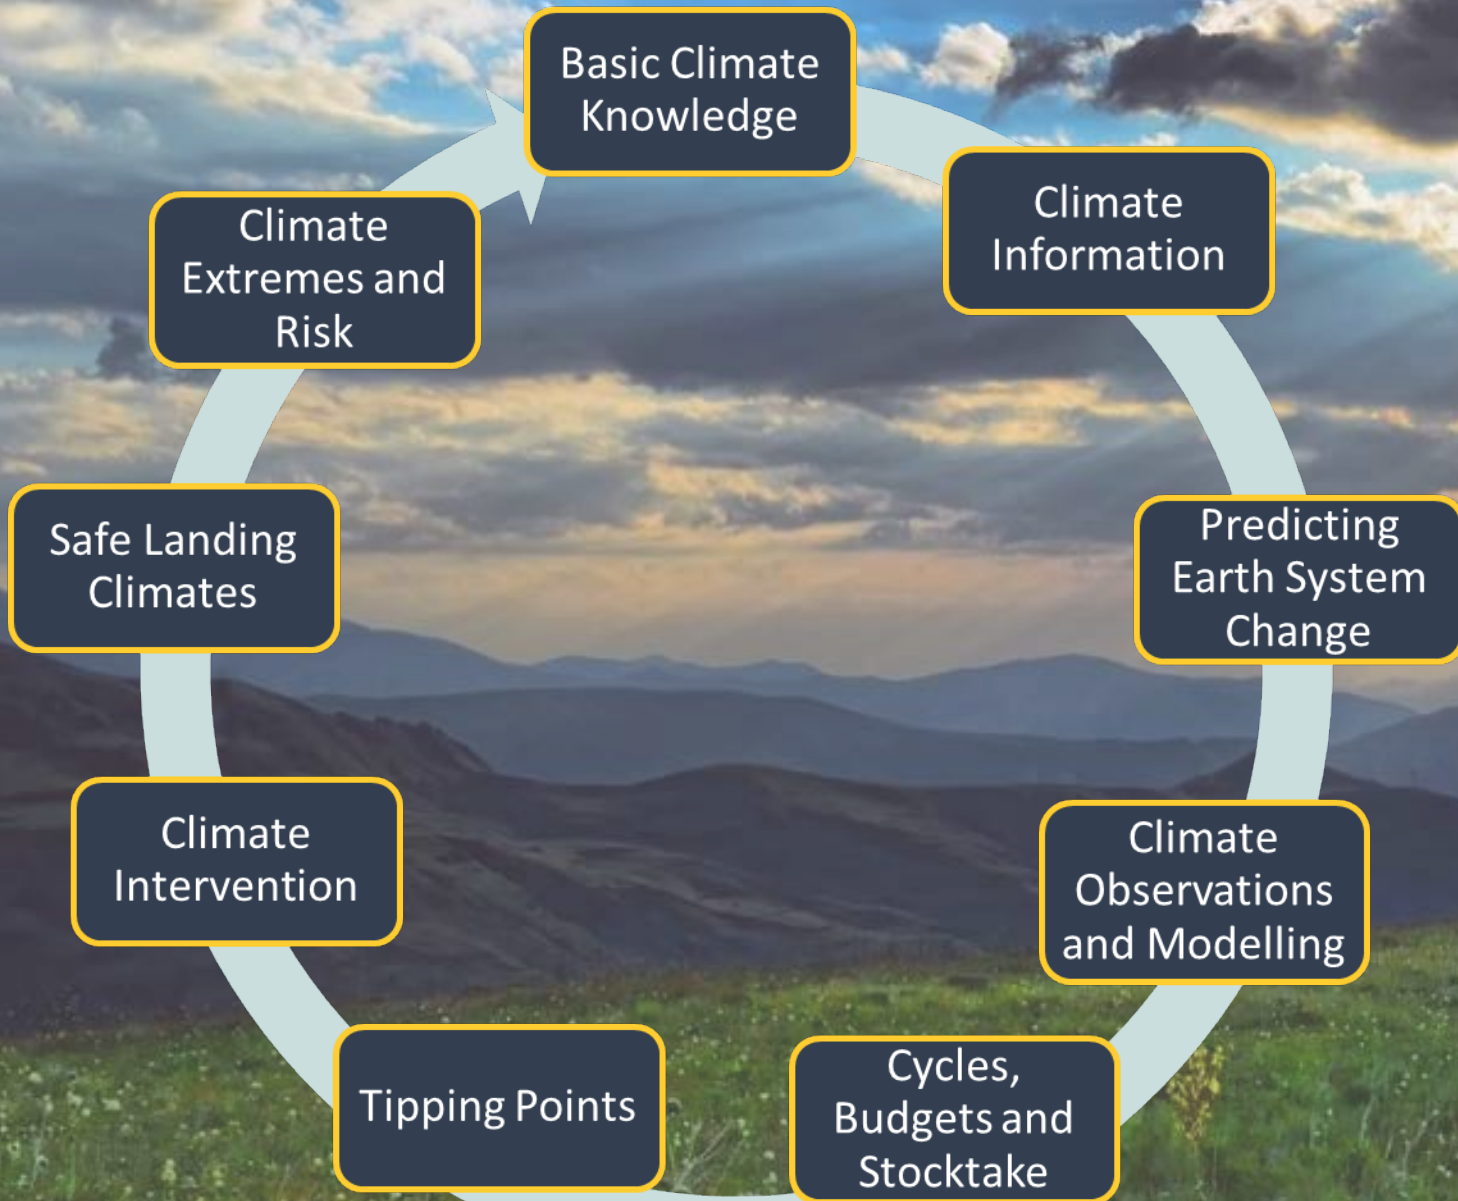 Basic Climate
Knowledge
Climate
Information
Predicting
Earth System
Change
Climate
Observations
and Modelling
Cycles,
Budgets and
Stocktake
Tipping Points
Climate
Intervention
Safe Landing
Climates
Climate
Extremes and
Risk